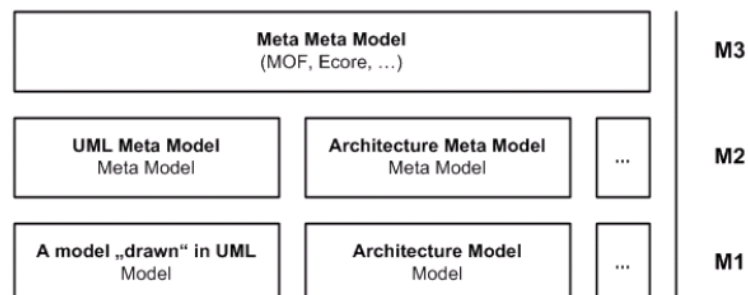 Meta Meta Model
(MOF, Ecore, …)
M3
UML Meta Model
Meta Model
Architecture Meta Model
Meta Model
...
M2
A model „drawn“ in UML
Model
Architecture Model
Model
...
M1